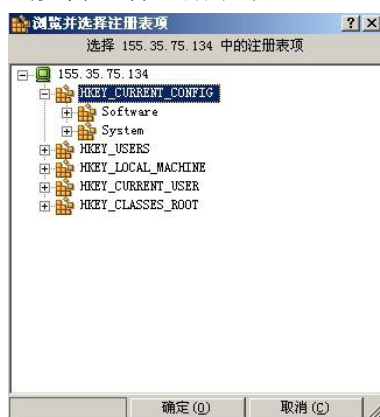 浏览并选择注册表项
选择 155.35.75.134 中的注册表项
155.35.75.134
HKEY_CURRENT_CONFIG
Software
System
HKEY_USERS
HKEY_LOCAL_MACHINE
HKEY_CURRENT_USER
HKEY_CLASSES_ROOT
确定(O) 取消(C)